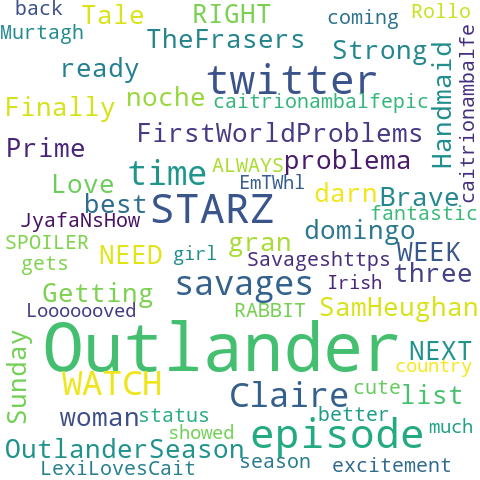 back
Tale
RIGHT
coming
Rollo
Murtagh
TheFrasers
Strong
ready
twitter
Handmaid
caitrionambalfe
Finally
noche
caitrionambalfepic
Prime
FirstWorldProblems
time
ALWAYS
problema
Love
EmTWhl
darn
Brave
best
STARZ
fantastic
JyafaNsHow
domingo
SPOILER
NEED
girl
gran
Savageshttps
WEEK
gets
savages
Irish
three
Getting
Looooooved
RABBIT
SamHeughan
Sunday
Outlander
NEXT
country
WATCH
Claire
cute
list
woman
status
better
much
showed
episode
OutlanderSeason
LexiLovesCait
season
excitement